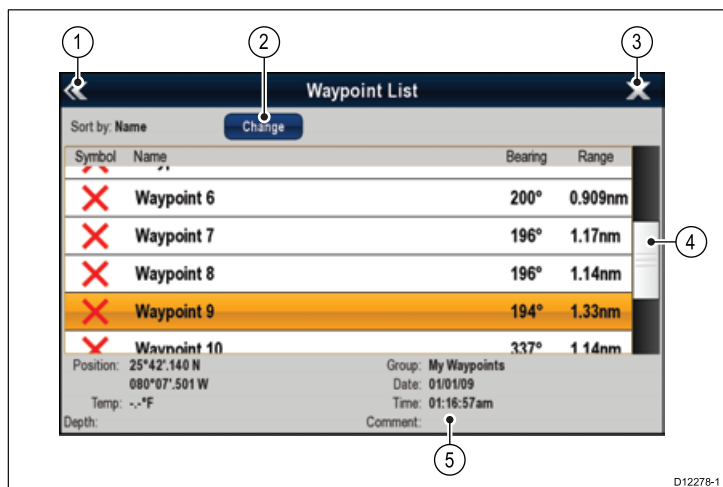 1 2 3
Waypoint List
Sort by: Name Change
Symbol Name Bearing Range
Waypoint 6 200° 0.909nm
Waypoint 7 196° 1.17nm
4
Waypoint 8 196° 1.14nm
Waypoint 9 194° 1.33nm
Waypoint 10 337° 1.14nm
Position: 25°42'.140 N Group: My Waypoints
080°07'.501 W Date: 01/01/09
Temp: -.-°F Time: 01:16:57am
Depth: Comment:
5
D12278-1